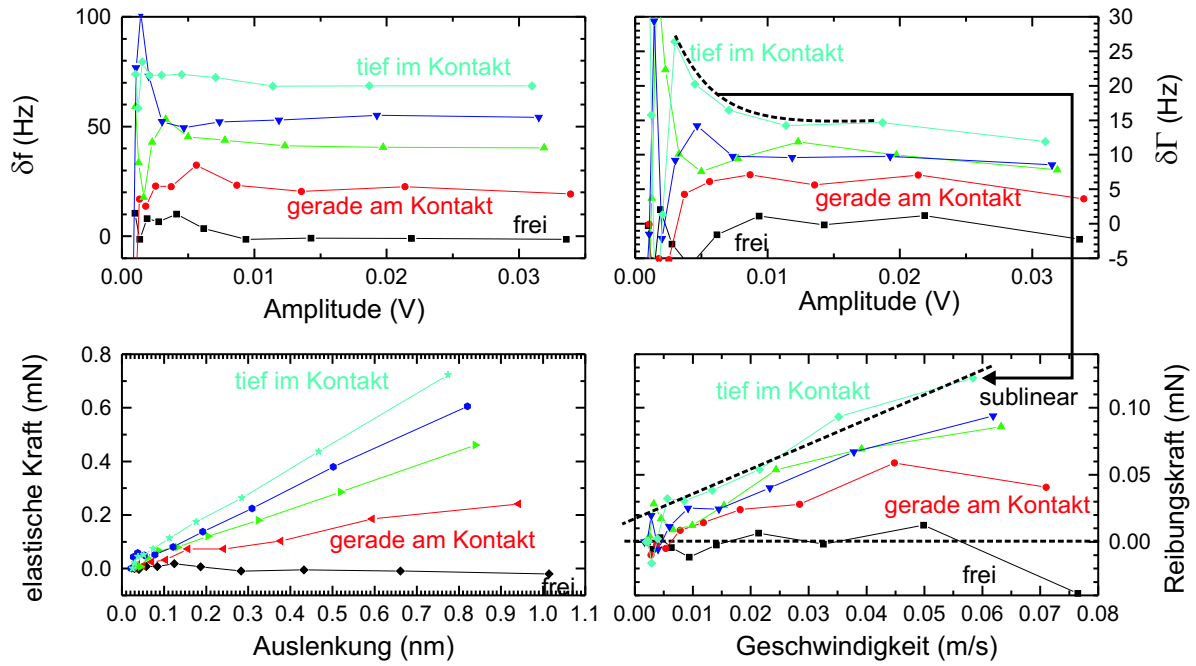 100
50
0
δf (Hz)
tief im Kontakt
gerade am Kontakt
frei
0.00 0.01 0.02 0.03
Amplitude (V)
30
25
20
15
10
5
0
-5
δΓ (Hz)
tief im Kontakt
gerade am Kontakt
frei
0.00 0.01 0.02 0.03
Amplitude (V)
0.8
0.6
0.4
0.2
0.0
elastische Kraft (mN)
tief im Kontakt
gerade am Kontakt
frei
0.0 0.1 0.2 0.3 0.4 0.5 0.6 0.7 0.8 0.9 1.0 1.1
Auslenkung (nm)
0.10
0.05
0.00
Reibungskraft (mN)
tief im Kontakt
sublinear
gerade am Kontakt
frei
0.00 0.01 0.02 0.03 0.04 0.05 0.06 0.07 0.08
Geschwindigkeit (m/s)